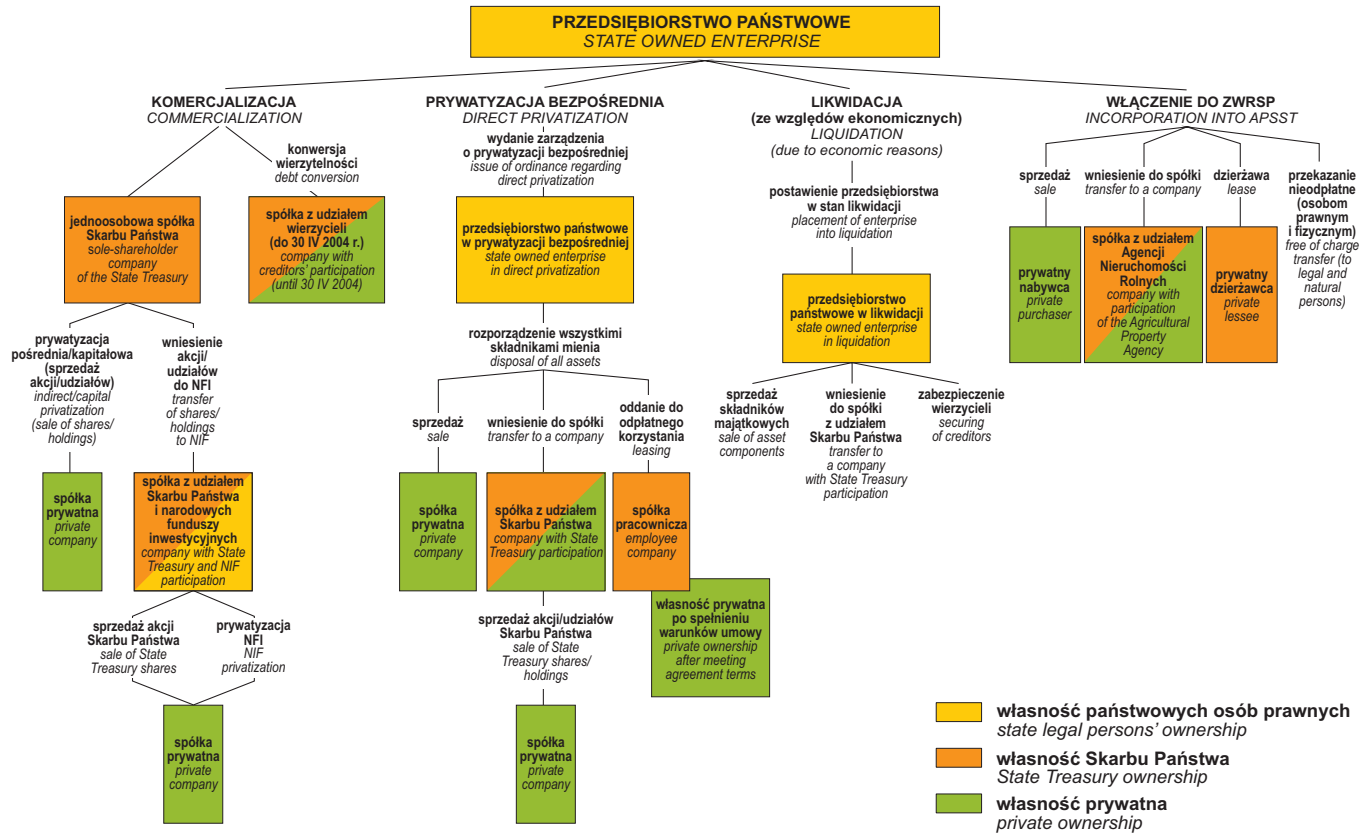 PRZEDSIĘBIORSTWO PAŃSTWOWE
STATE OWNED ENTERPRISE
KOMERCJALIZACJA
COMMERCIALIZATION
konwersja
wierzytelności
debt conversion
jednoosobowa spółka
Skarbu Państwa
sole-shareholder
company
of the State Treasury
spółka z udziałem
wierzycieli
(do 30 IV 2004 r.)
company with
creditors' participation
(until 30 IV 2004)
prywatyzacja
pośrednia/kapitałowa
(sprzedaż
akcji/udziałów)
indirect/capital
privatization
(sale of shares/
holdings)
wniesienie
akcji/
udziałów
do NFI
transfer
of shares/
holdings
to NIF
spółka
prywatna
private
company
spółka z udziałem
Skarbu Państwa
i narodowych
funduszy
inwestycyjnych
company with State
Treasury and NIF
participation
sprzedaż akcji
Skarbu Państwa
sale of State
Treasury shares
prywatyzacja
NFI
NIF
privatization
spółka
prywatna
private
company
PRYWATYZACJA BEZPOŚREDNIA
DIRECT PRIVATIZATION
wydanie zarządzenia
o prywatyzacji bezpośredniej
issue of ordinance regarding
direct privatization
przedsiębiorstwo państwowe
w prywatyzacji bezpośredniej
state owned enterprise
in direct privatization
rozporządzenie wszystkimi
składnikami mienia
disposal of all assets
sprzedaż
sale
wniesienie do spółki
transfer to a company
oddanie do
odpłatnego
korzystania
leasing
spółka
prywatna
private
company
spółka z udziałem
Skarbu Państwa
company with State
Treasury participation
spółka
pracownicza
employee
company
własność prywatna
po spełnieniu
warunków umowy
private ownership
after meeting
agreement terms
sprzedaż akcji/udziałów
Skarbu Państwa
sale of State
Treasury shares/
holdings
spółka
prywatna
private
company
LIKWIDACJA
(ze względów ekonomicznych)
LIQUIDATION
(due to economic reasons)
postawienie przedsiębiorstwa
w stan likwidacji
placement of enterprise
into liquidation
przedsiębiorstwo
państwowe w likwidacji
state owned enterprise
in liquidation
sprzedaż
składników
majątkowych
sale of asset
components
wniesienie
do spółki
z udziałem
Skarbu Państwa
transfer to
a company
with State Treasury
participation
zabezpieczenie
wierzycieli
securing
of creditors
WŁĄCZENIE DO ZWRSP
INCORPORATION INTO APSST
sprzedaż
sale
wniesienie do spółki
transfer to a company
dzierżawa
lease
przekazanie
nieodpłatne
(osobom
prawnym
i fizycznym)
free of charge
transfer (to
legal and
natural
persons)
prywatny
nabywca
private
purchaser
spółka z udziałem
Agencji
Nieruchomości
Rolnych
company with
participation
of the Agricultural
Property
Agency
prywatny
dzierżawca
private
lessee
własność państwowych osób prawnych
state legal persons' ownership
własność Skarbu Państwa
State Treasury ownership
własność prywatna
private ownership